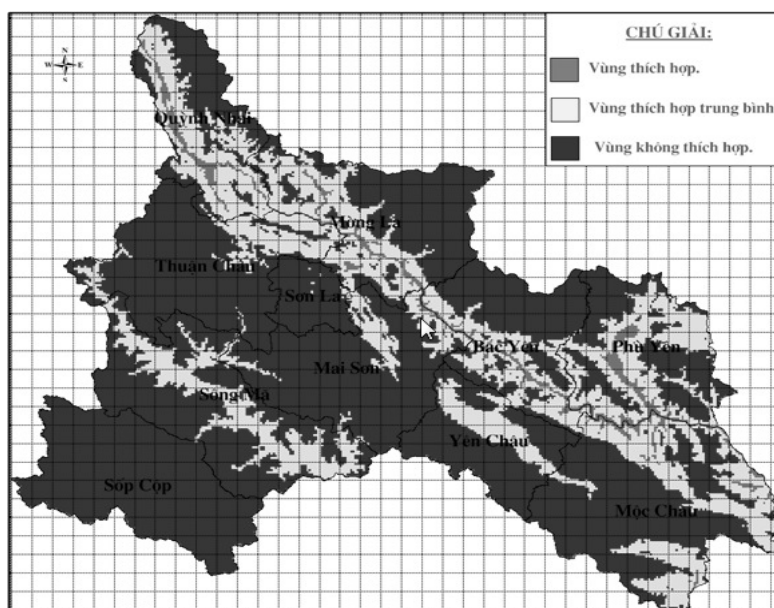 CHÚ GIẢI:
Vùng thích hợp.
Vùng thích hợp trung bình
Vùng không thích hợp.
N
W E
S
Quỳnh Nhai
Mường La
Thuận Châu
Sơn La
Bắc Yên
Phù Yên
Mai Sơn
Sông Mã
Yên Châu
Sốp Cộp
Mộc Châu